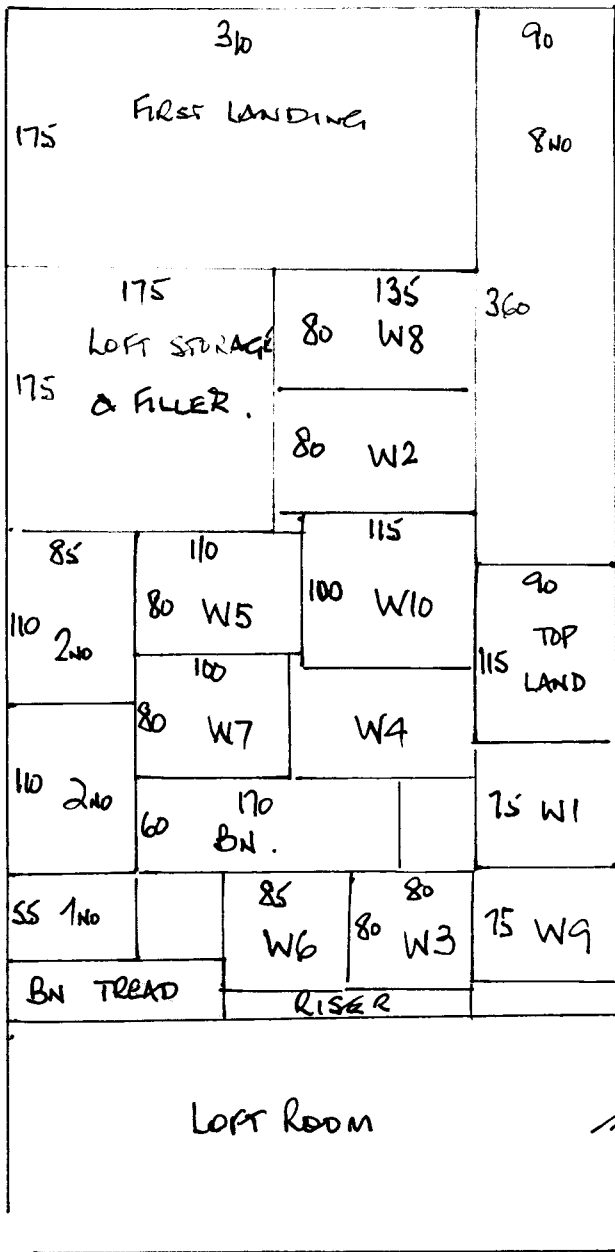 310
90
FIRST LANDING
175
8NO
175
135
360
80 W8
LOFT STORAGE
175
& FILLER.
80 W2
85
110
115
110 2NO
80 W5
100 W10
90
TOP
115
LAND
100
80 W7
W4
110 2NO
60
170
BN.
75 W1
55 1NO
85
W6
80
80 W3
75 W9
BN TREAD
RISER
LOFT ROOM